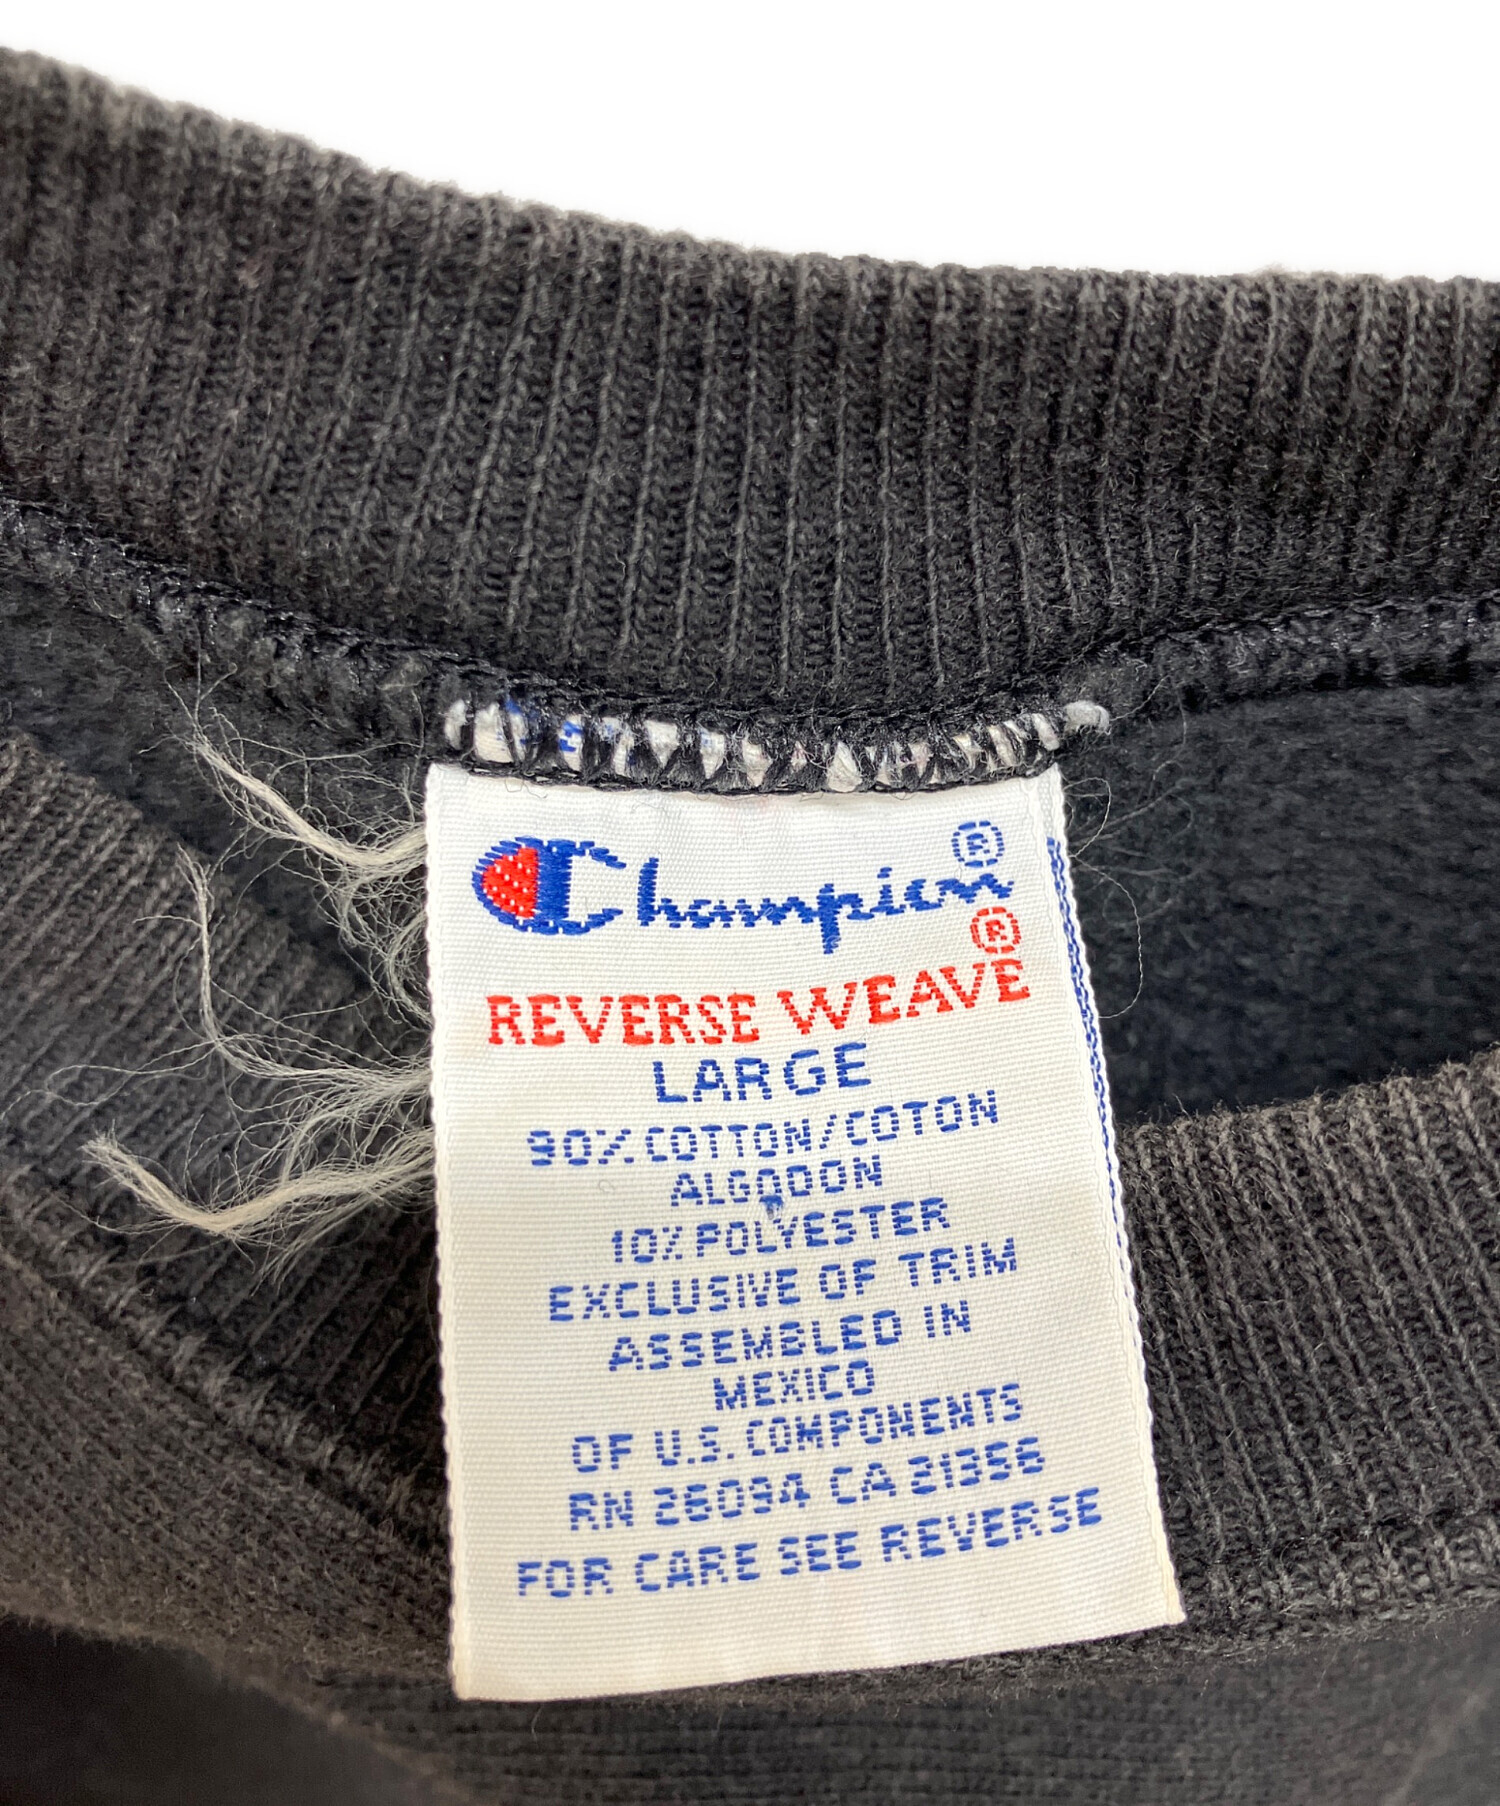 Champion®
REVERSE WEAVE®
LARGE
90% COTTON/COTON
ALGODON
10% POLYESTER
EXCLUSIVE OF TRIM
ASSEMBLED IN
MEXICO
OF U.S. COMPONENTS
RN 26094 CA 21356
FOR CARE SEE REVERSE